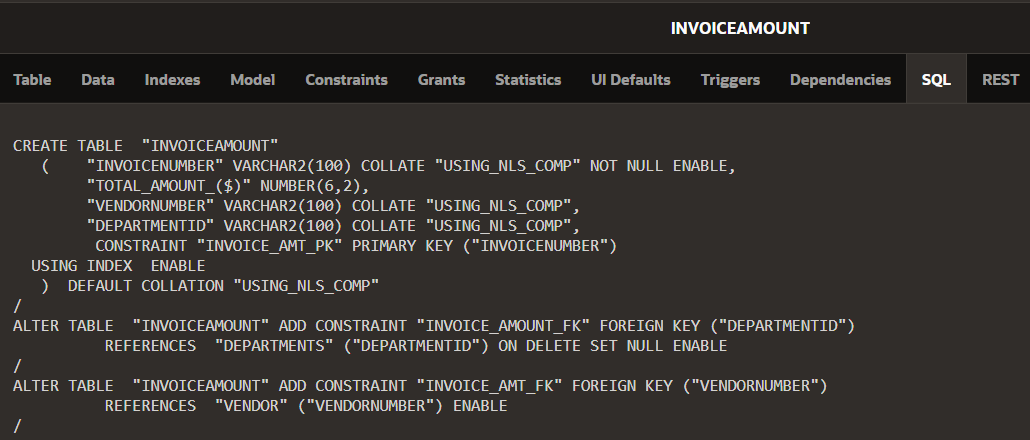 INVOICEAMOUNT
Table Data Indexes Model Constraints Grants Statistics UI Defaults Triggers Dependencies SQL REST
CREATE TABLE  "INVOICEAMOUNT"
   (    "INVOICENUMBER" VARCHAR2(100) COLLATE "USING_NLS_COMP" NOT NULL ENABLE,
        "TOTAL_AMOUNT_($)" NUMBER(6,2),
        "VENDORNUMBER" VARCHAR2(100) COLLATE "USING_NLS_COMP",
        "DEPARTMENTID" VARCHAR2(100) COLLATE "USING_NLS_COMP",
         CONSTRAINT "INVOICE_AMT_PK" PRIMARY KEY ("INVOICENUMBER")
  USING INDEX  ENABLE
   )  DEFAULT COLLATION "USING_NLS_COMP"
/
ALTER TABLE  "INVOICEAMOUNT" ADD CONSTRAINT "INVOICE_AMOUNT_FK" FOREIGN KEY ("DEPARTMENTID")
          REFERENCES  "DEPARTMENTS" ("DEPARTMENTID") ON DELETE SET NULL ENABLE
/
ALTER TABLE  "INVOICEAMOUNT" ADD CONSTRAINT "INVOICE_AMT_FK" FOREIGN KEY ("VENDORNUMBER")
          REFERENCES  "VENDOR" ("VENDORNUMBER") ENABLE
/